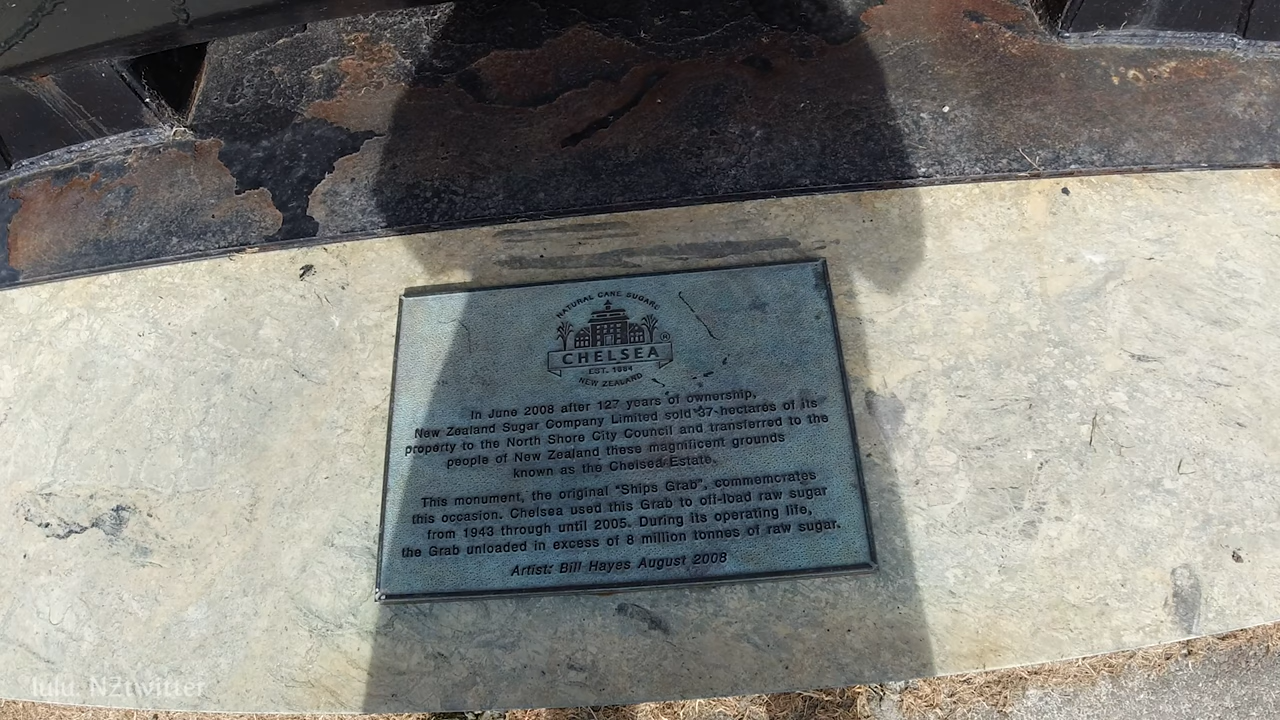 NATURAL CANE SUGARS
CHELSEA ®
EST. 1884
NEW ZEALAND
In June 2008 after 127 years of ownership,
New Zealand Sugar Company Limited sold 37 hectares of its
property to the North Shore City Council and transferred to the
people of New Zealand these magnificent grounds
known as the Chelsea Estate.
This monument, the original "Ships Grab", commemorates
this occasion. Chelsea used this Grab to off-load raw sugar
from 1943 through until 2005. During its operating life,
the Grab unloaded in excess of 8 million tonnes of raw sugar.
Artist: Bill Hayes August 2008
lulu. NZtwitter